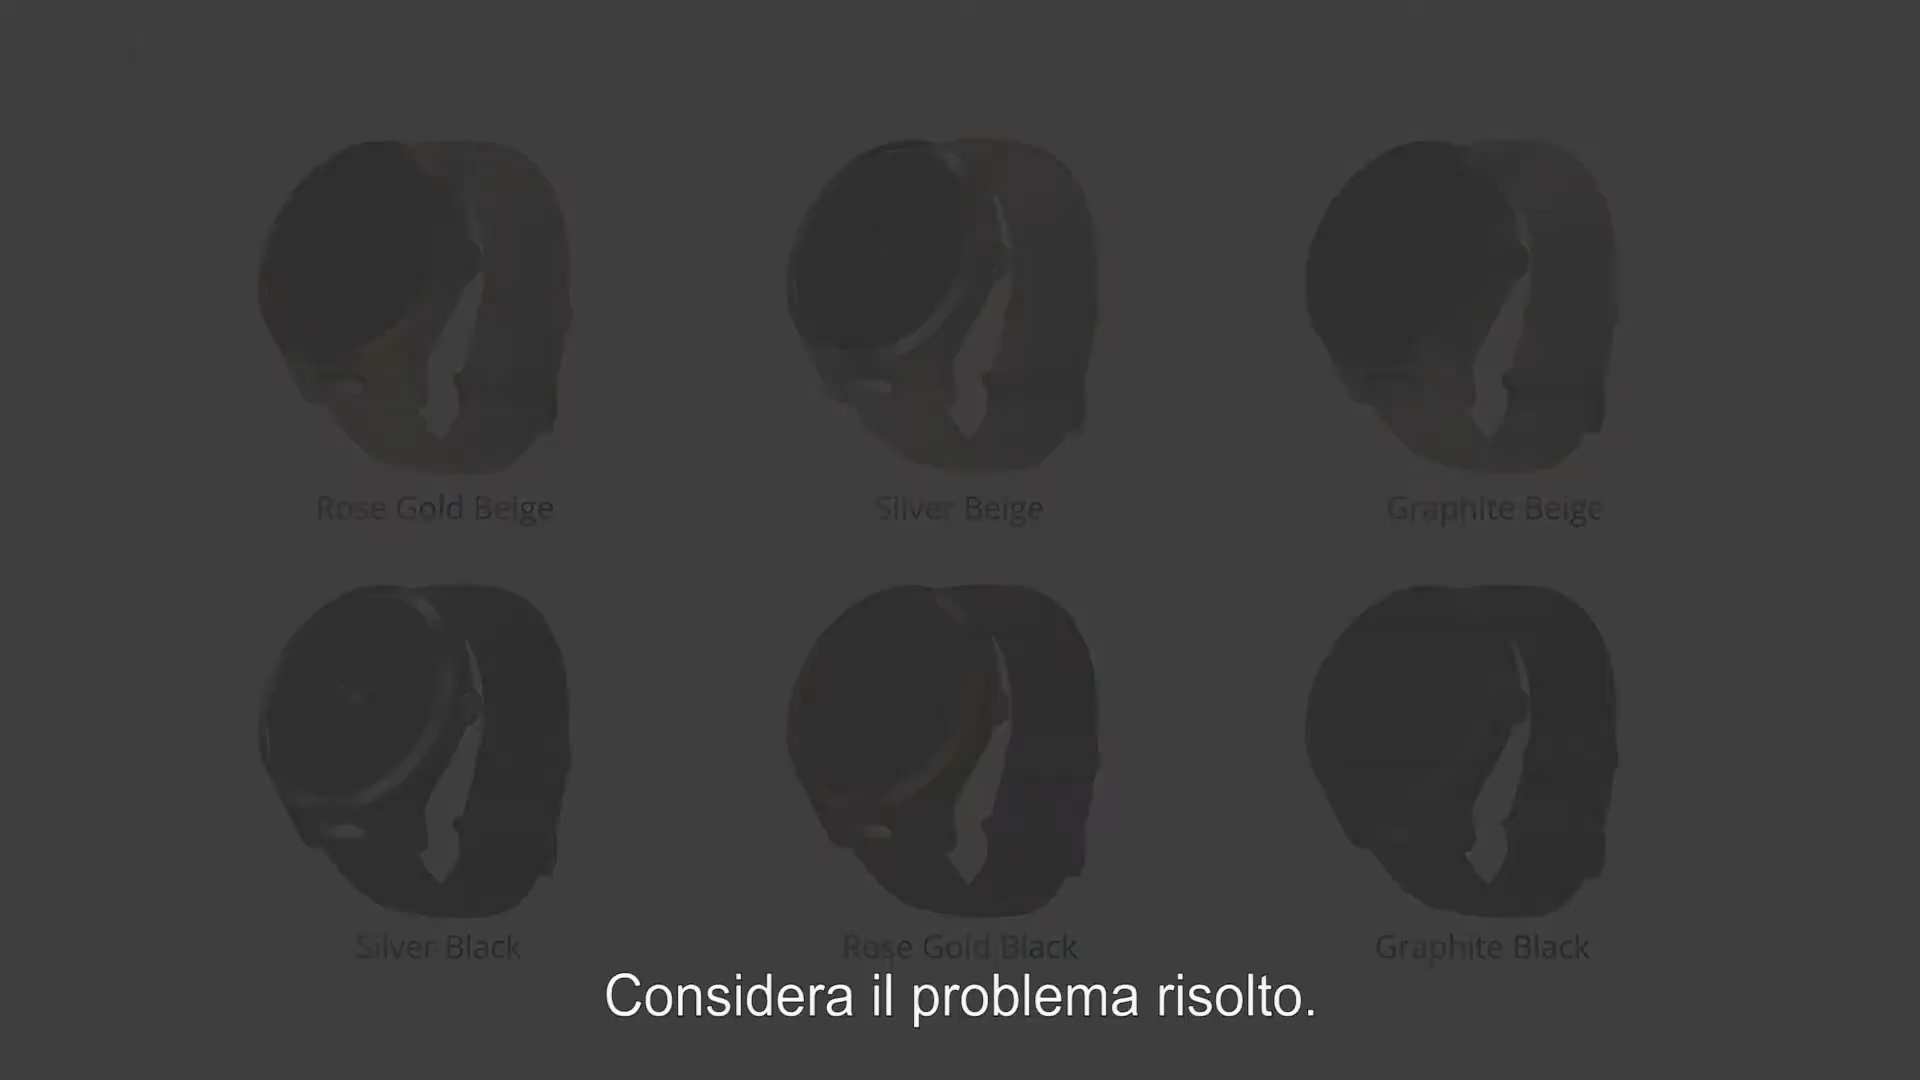 Rose Gold Beige
Silver Beige
Graphite Beige
Silver Black
Rose Gold Black
Graphite Black
Considera il problema risolto.